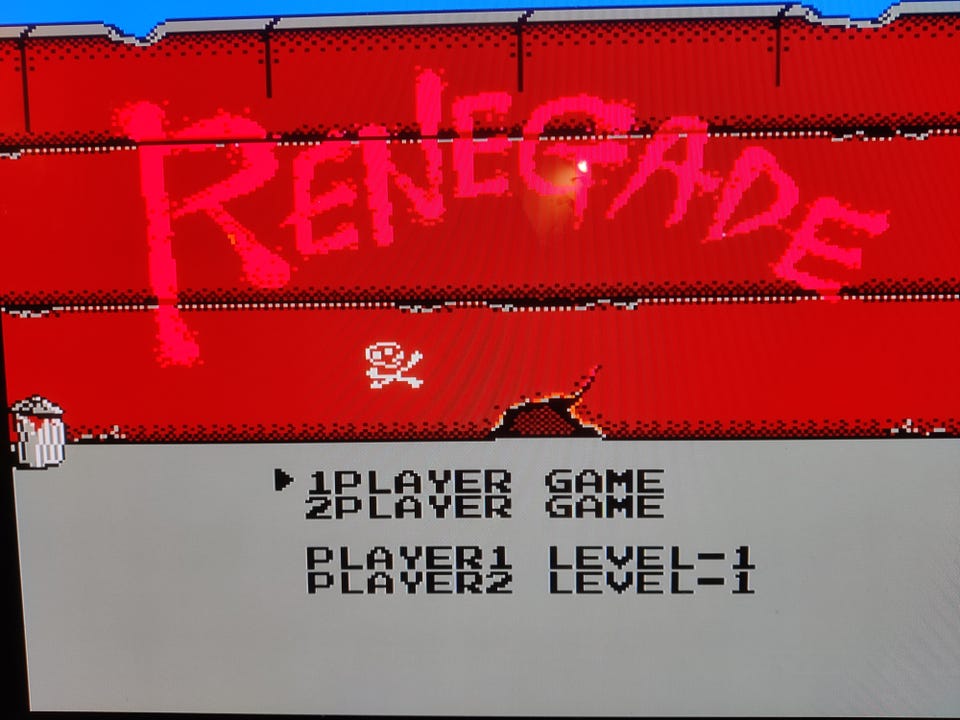 RENEGADE
1PLAYER GAME
2PLAYER GAME
PLAYER1 LEVEL-1
PLAYER2 LEVEL-1